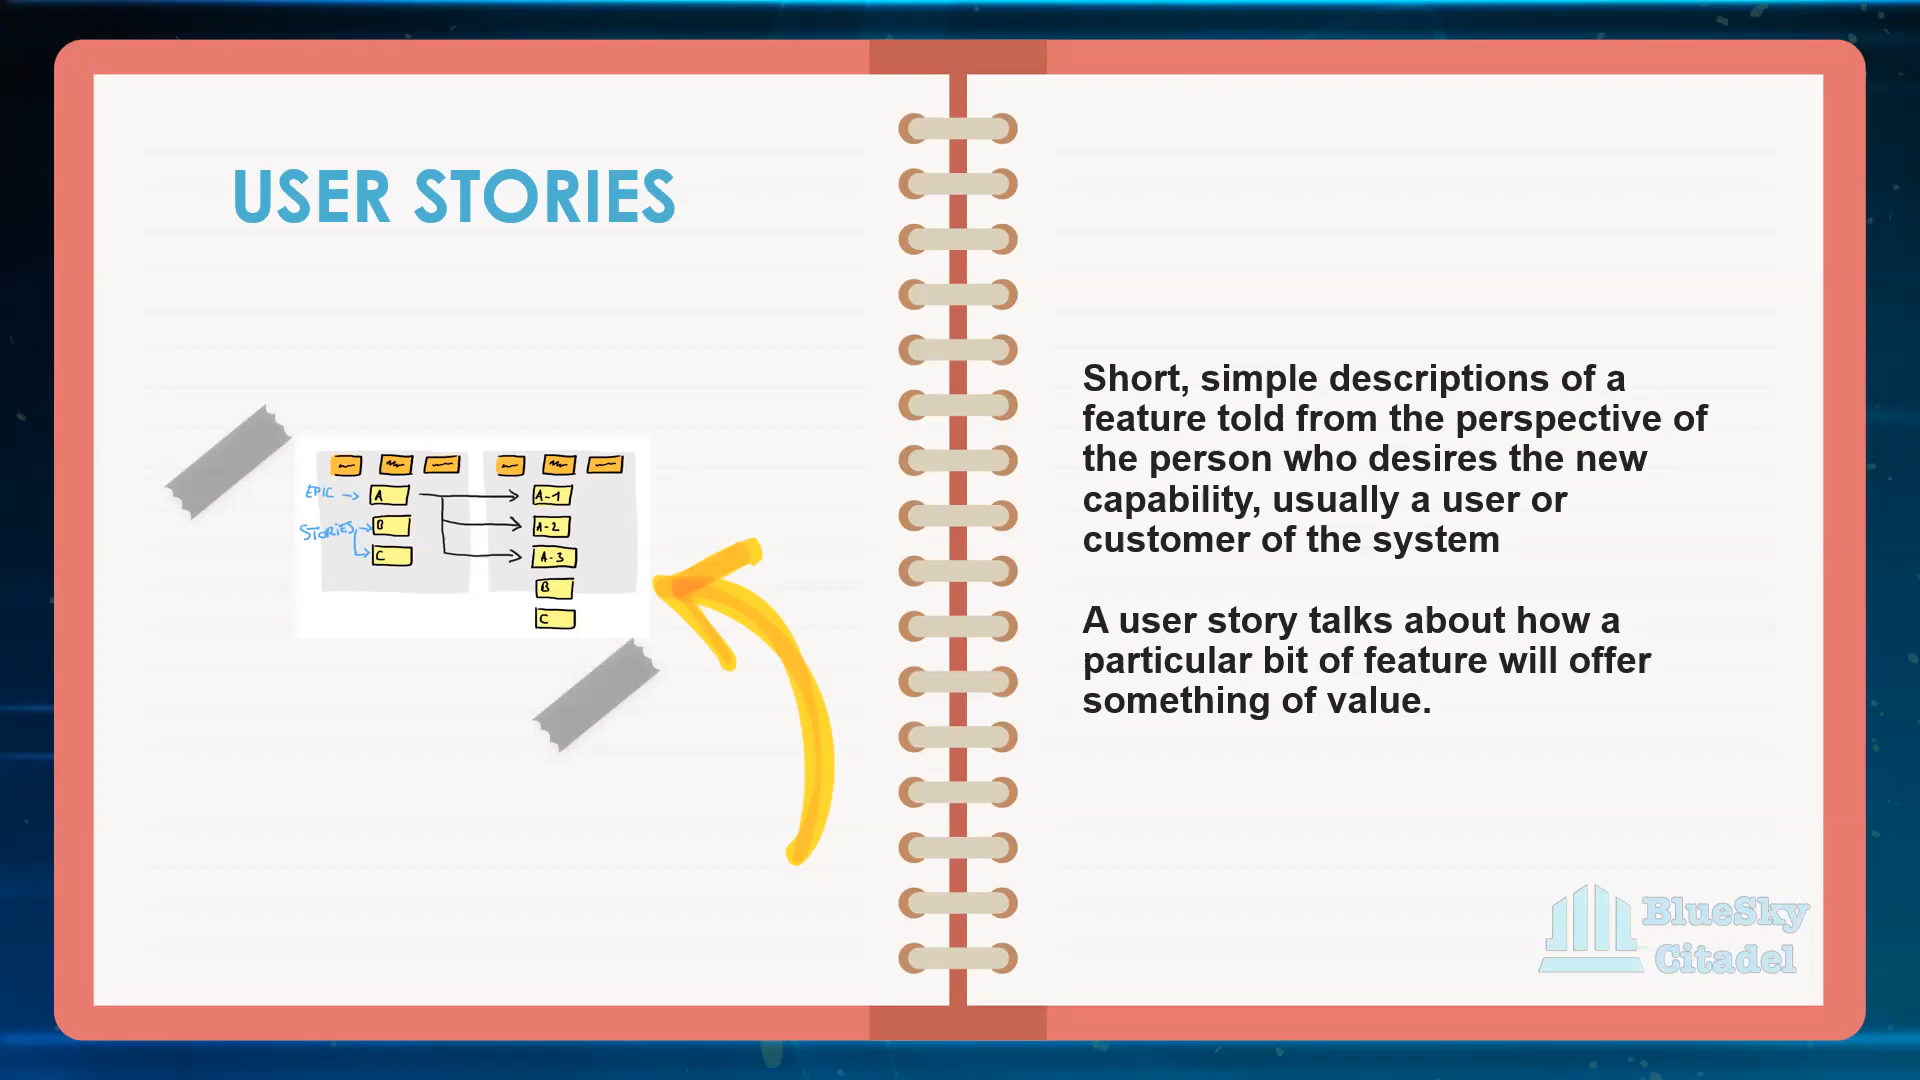 USER STORIES
EPIC
A
A-1
STORIES
B
A-2
C
A-3
B
C
Short, simple descriptions of a
feature told from the perspective of
the person who desires the new
capability, usually a user or
customer of the system
A user story talks about how a
particular bit of feature will offer
something of value.
BlueSky
Citadel